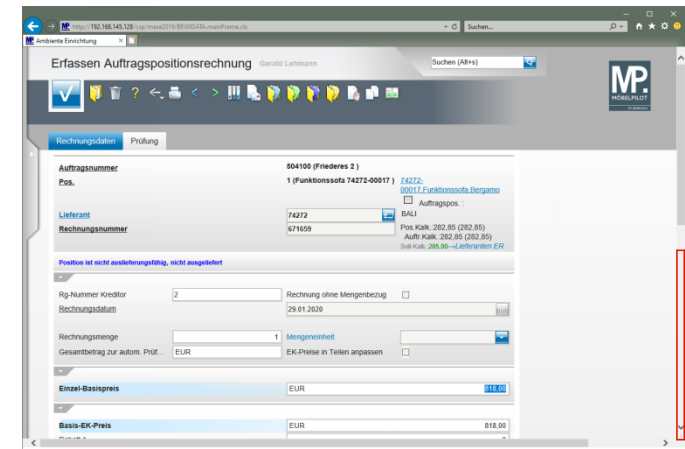 http://192.168.145.128/csp/mese2019/BEWIDATA.mainFrame.cls
Suchen...
Ambiente Einrichtung
Erfassen Auftragspositionsrechnung Gerald Lehmann
Suchen (Alt+s)
MP.
MÖBELPILOT
Rechnungsdaten Prüfung
Auftragsnummer 504100 (Friederes 2 )
Pos. 1 (Funktionssofa 74272-00017 ) 74272-
00017,Funktionssofa,Bergamo
Auftragspos. :
Lieferant 74272 BALI
Rechnungsnummer 671659 Pos.Kalk.:282,85 (282,85)
Auftr.Kalk.:282,85 (282,85)
Soll-Kalk.:205,00→Lieferanten ER
Position ist nicht auslieferungsfähig, nicht ausgeliefert
Rg-Nummer Kreditor 2 Rechnung ohne Mengenbezug
Rechnungsdatum 29.01.2020
Rechnungsmenge 1 Mengeneinheit
Gesamtbetrag zur autom. Prüf... EUR EK-Preise in Teilen anpassen
Einzel-Basispreis EUR 818,00
Basis-EK-Preis EUR 818,00